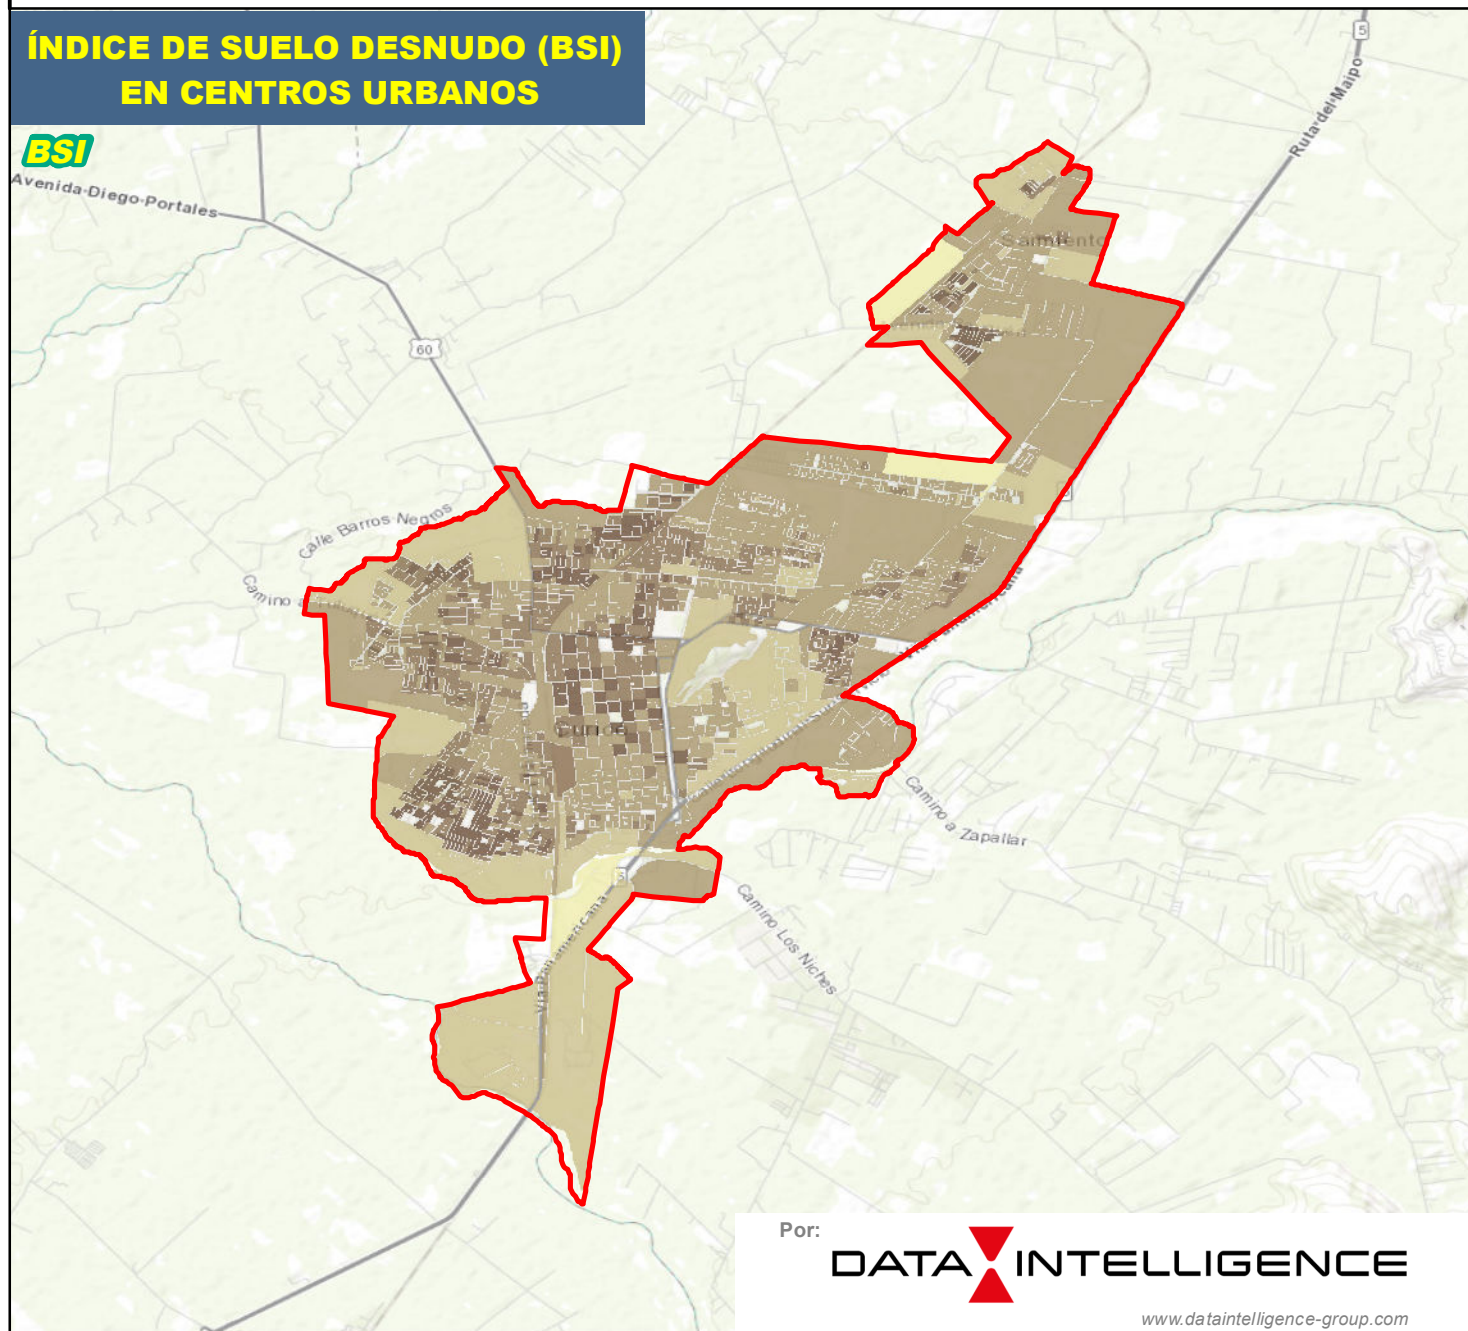 ÍNDICE DE SUELO DESNUDO (BSI)
EN CENTROS URBANOS
BSI
5
Ruta del Maipo
Avenida Diego Portales
Sarmiento
60
Calle Barros Negros
Camino a
Curicó
Camino a Zapallar
5
Camino Los Niches
Vía Panamericana
Por:
DATA INTELLIGENCE
www.dataintelligence-group.com